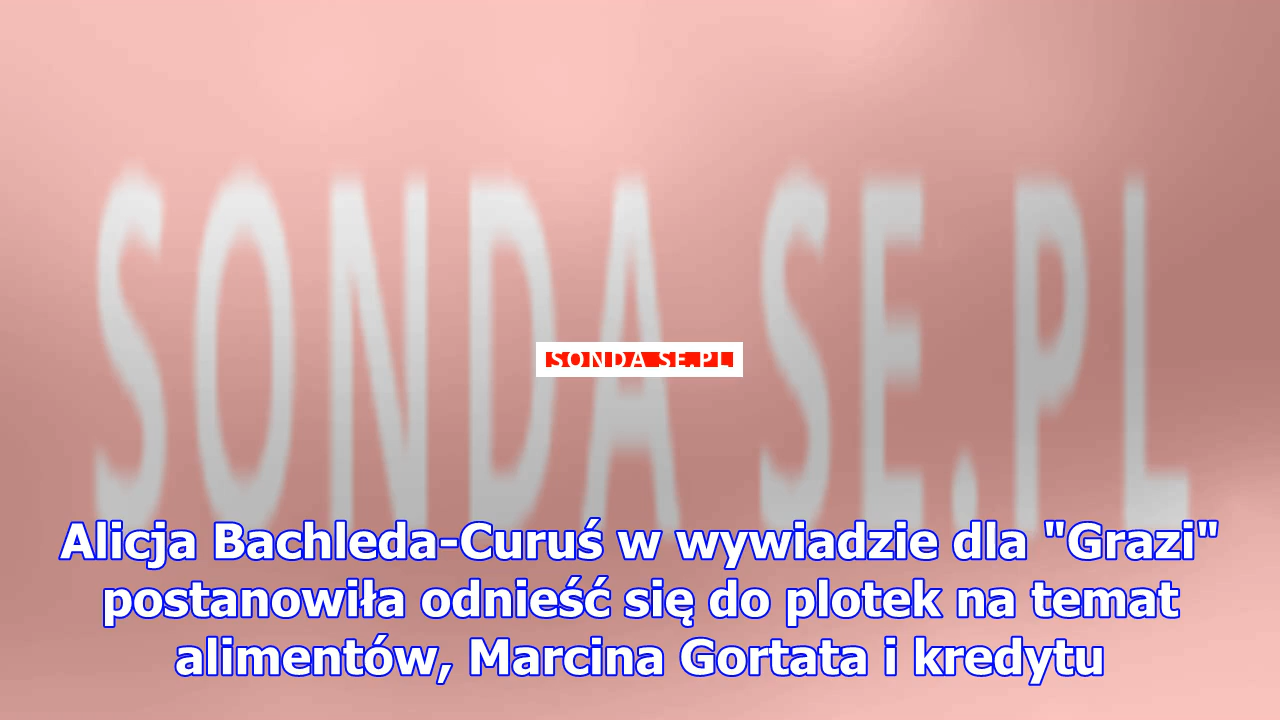 SONDA SE.PL
SONDA SE.PL
Alicja Bachleda-Curuś w wywiadzie dla "Grazi"
postanowiła odnieść się do plotek na temat
alimentów, Marcina Gortata i kredytu